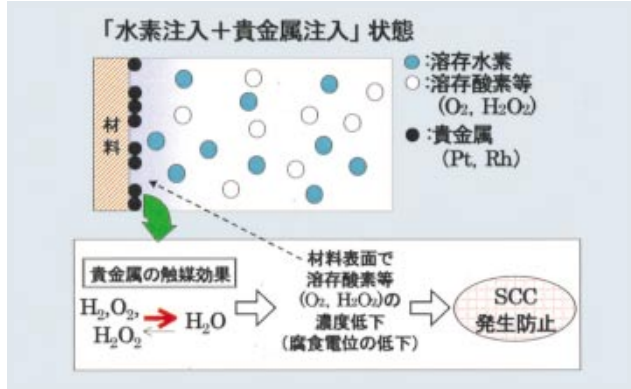 「水素注入＋貴金属注入」状態
：溶存水素
：溶存酸素等
(O₂, H₂O₂)
：貴金属
(Pt, Rh)
材料
貴金属の触媒効果
H₂,O₂,
H₂O₂
H₂O
材料表面で
溶存酸素等
(O₂, H₂O₂)の
濃度低下
（腐食電位の低下）
SCC
発生防止